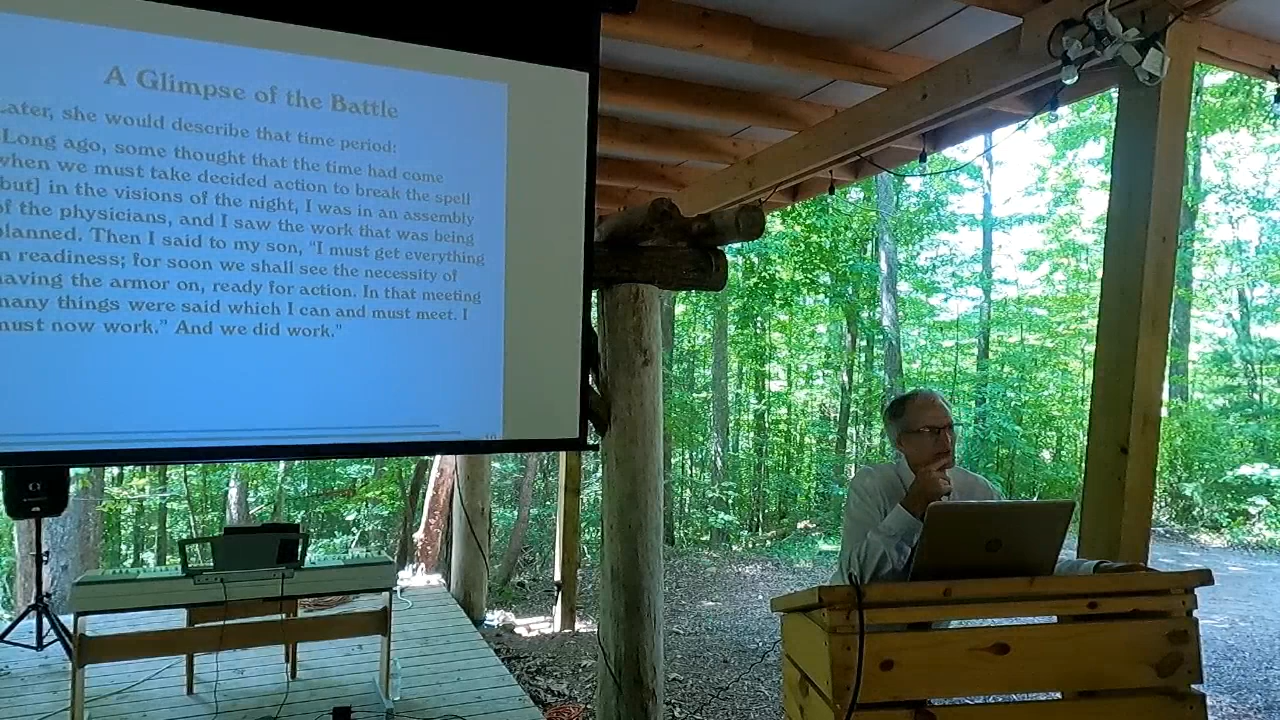 A Glimpse of the Battle
ater, she would describe that time period:
Long ago, some thought that the time had come
when we must take decided action to break the spell
but] in the visions of the night, I was in an assembly
of the physicians, and I saw the work that was being
planned. Then I said to my son, "I must get everything
n readiness; for soon we shall see the necessity of
having the armor on, ready for action. In that meeting
many things were said which I can and must meet. I
must now work." And we did work."
10